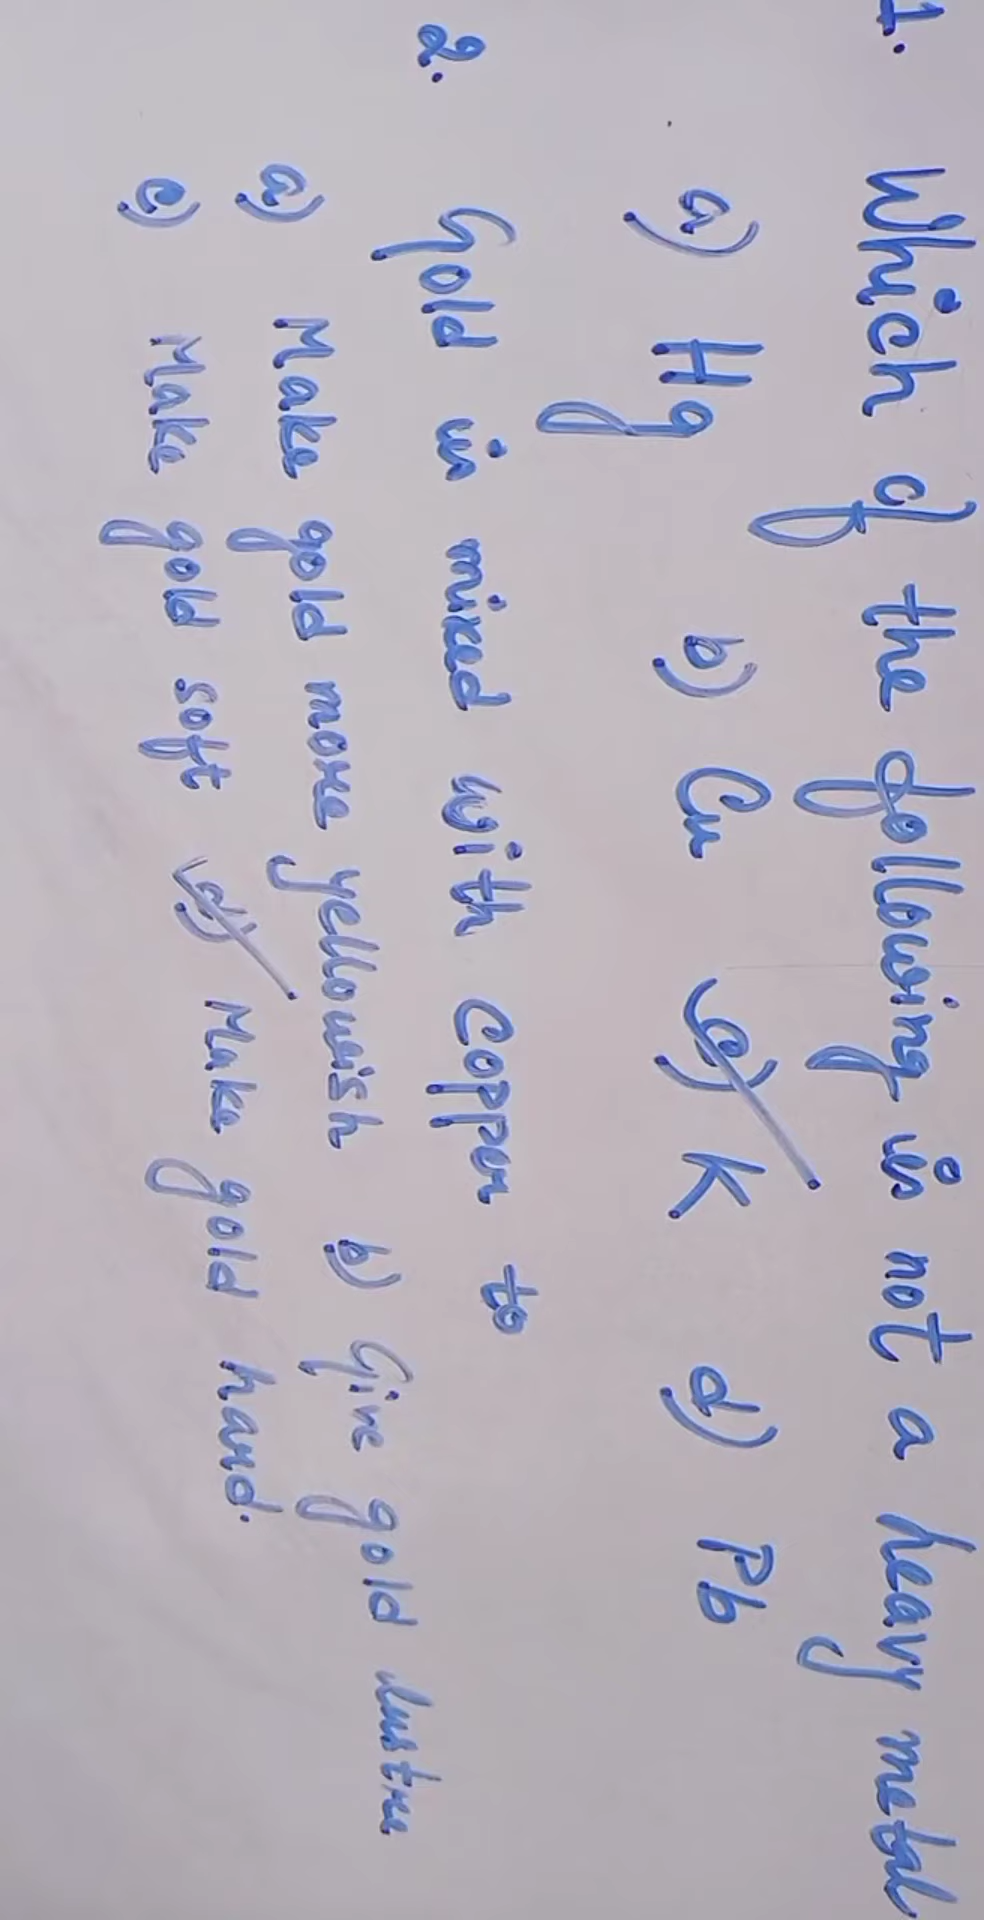 1. Which of the following is not a heavy metal
a) Hg b) Cu c) K d) Pb
2. Gold is mixed with copper to
a) Make gold more yellowish b) Give gold lustre
c) Make gold soft d) Make gold hard.